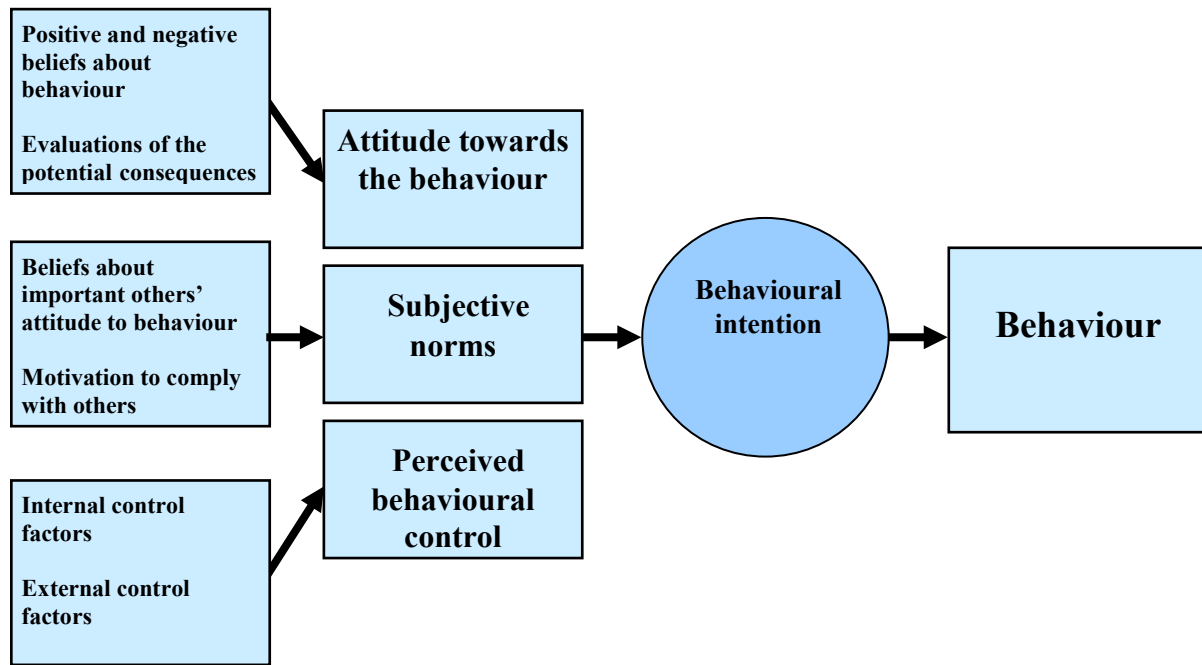 Positive and negative
beliefs about
behaviour
Evaluations of the
potential consequences
Attitude towards
the behaviour
Beliefs about
important others’
attitude to behaviour
Motivation to comply
with others
Subjective
norms
Internal control
factors
External control
factors
Perceived
behavioural
control
Behavioural
intention
Behaviour